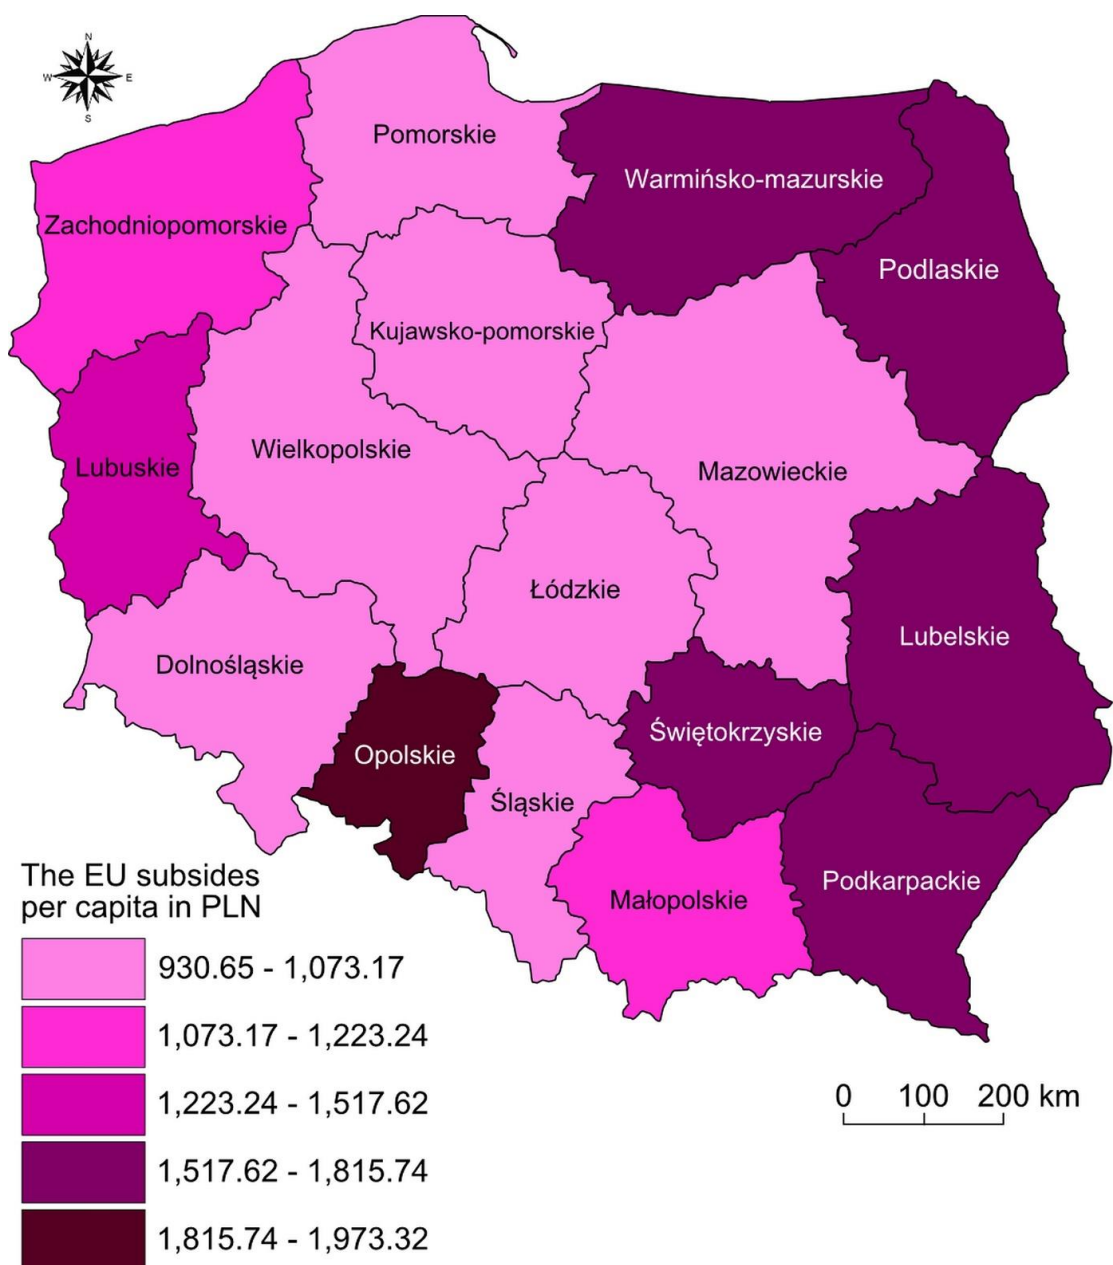 N
W E
S
Pomorskie
Warmińsko-mazurskie
Zachodniopomorskie
Podlaskie
Kujawsko-pomorskie
Wielkopolskie
Lubuskie
Mazowieckie
Łódzkie
Lubelskie
Dolnośląskie
Świętokrzyskie
Opolskie
Śląskie
Podkarpackie
Małopolskie
The EU subsides
per capita in PLN
930.65 - 1,073.17
1,073.17 - 1,223.24
1,223.24 - 1,517.62
1,517.62 - 1,815.74
1,815.74 - 1,973.32
0 100 200 km